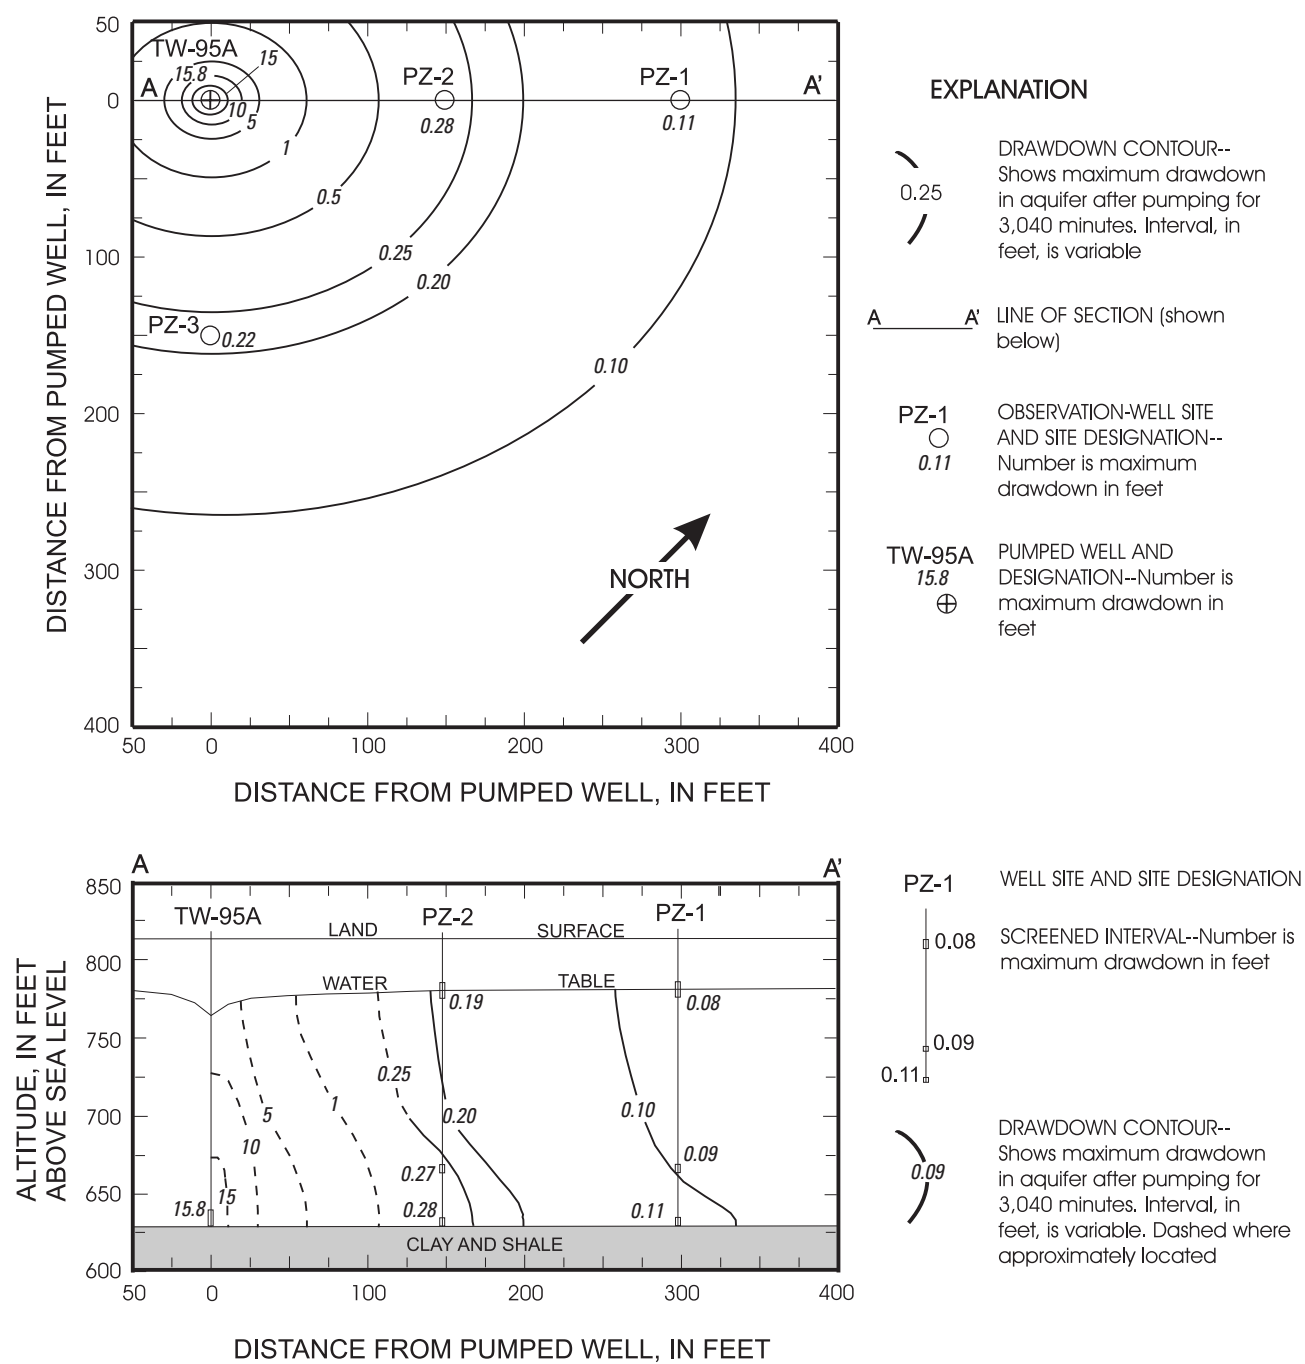 50
0
100
200
300
400
DISTANCE FROM PUMPED WELL, IN FEET
TW-95A
A
15.8
15
10
5
1
0.5
0.25
0.20
0.10
PZ-2
0.28
PZ-1
0.11
A'
PZ-3
0.22
NORTH
50
0
100
200
300
400
DISTANCE FROM PUMPED WELL, IN FEET
EXPLANATION
0.25
DRAWDOWN CONTOUR--
Shows maximum drawdown
in aquifer after pumping for
3,040 minutes. Interval, in
feet, is variable
A A' LINE OF SECTION (shown
below)
PZ-1
0.11
OBSERVATION-WELL SITE
AND SITE DESIGNATION--
Number is maximum
drawdown in feet
TW-95A
15.8
PUMPED WELL AND
DESIGNATION--Number is
maximum drawdown in
feet
A
A'
850
800
750
700
650
600
ALTITUDE, IN FEET
ABOVE SEA LEVEL
TW-95A
PZ-2
PZ-1
LAND SURFACE
WATER TABLE
0.19
0.08
0.25
5
1
0.20
0.10
10
0.27
0.09
15
15.8
0.28
0.11
CLAY AND SHALE
50
0
100
200
300
400
DISTANCE FROM PUMPED WELL, IN FEET
PZ-1
WELL SITE AND SITE DESIGNATION
0.08
0.09
0.11
SCREENED INTERVAL--Number is
maximum drawdown in feet
0.09
DRAWDOWN CONTOUR--
Shows maximum drawdown
in aquifer after pumping for
3,040 minutes. Interval, in
feet, is variable. Dashed where
approximately located